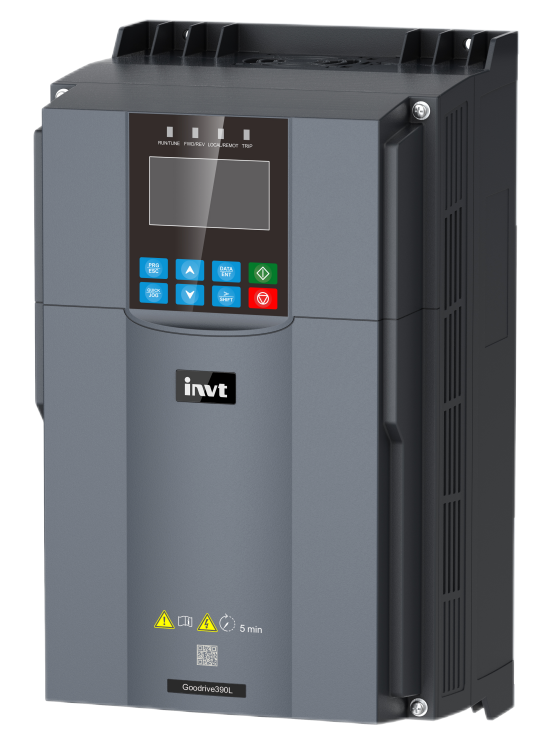 RUN/TUNE FWD/REV LOCAL/REMOT TRIP
PRG ESC
DATA ENT
QUICK JOG
SHIFT
invt
5 min
Goodrive390L